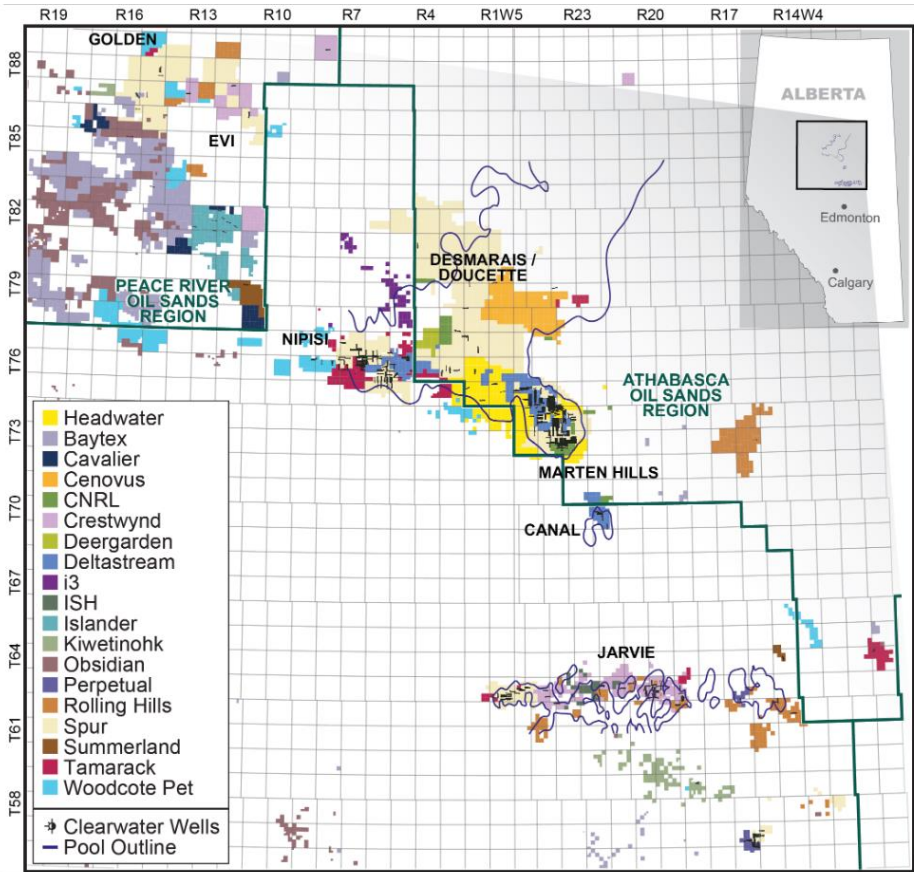 R19 R16 R13 R10 R7 R4 R1W5 R23 R20 R17 R14W4
T88
T85
T82
T79
T76
T73
T70
T67
T64
T61
T58
GOLDEN
EVI
ALBERTA
Edmonton
Calgary
DESMARAIS /
DOUCETTE
PEACE RIVER
OIL SANDS
REGION
NIPISI
ATHABASCA
OIL SANDS
REGION
MARTEN HILLS
CANAL
JARVIE
Headwater
Baytex
Cavalier
Cenovus
CNRL
Crestwynd
Deergarden
Deltastream
i3
ISH
Islander
Kiwetinohk
Obsidian
Perpetual
Rolling Hills
Spur
Summerland
Tamarack
Woodcote Pet
Clearwater Wells
Pool Outline